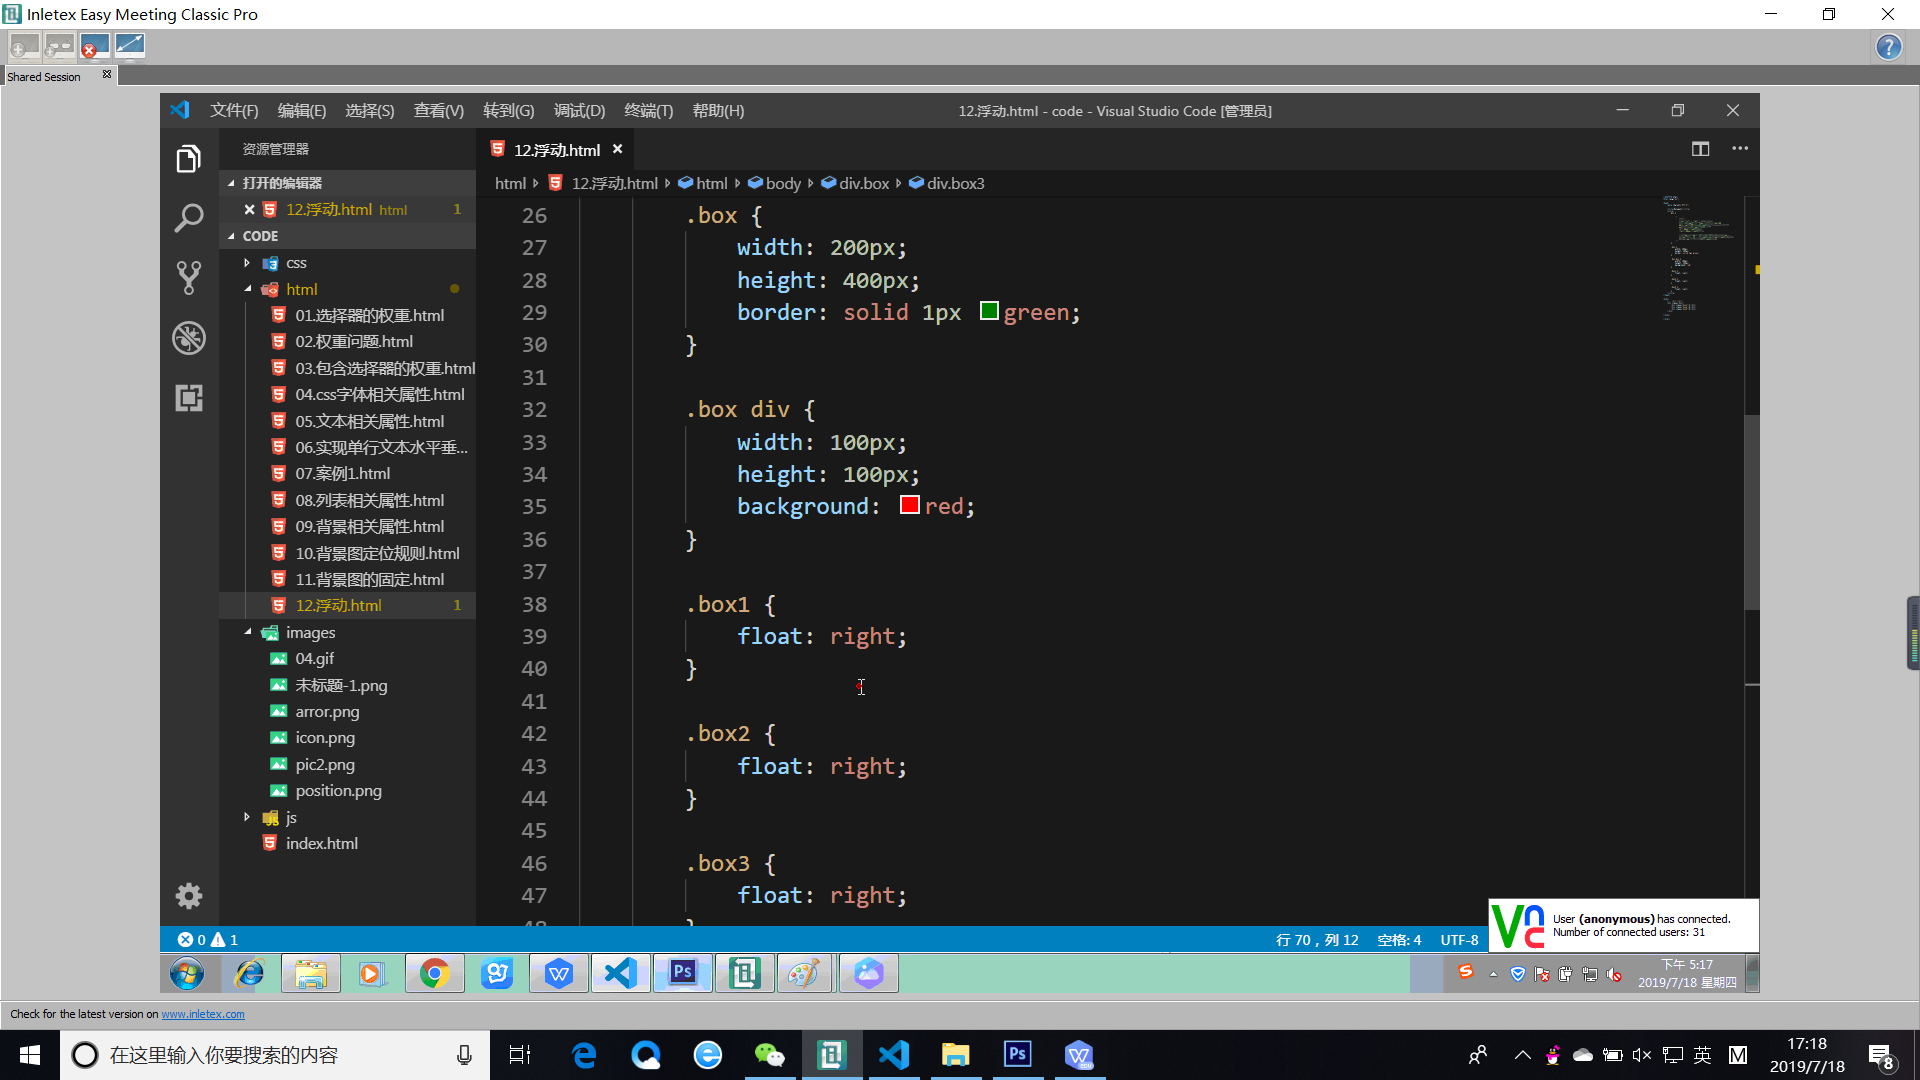 Inletex Easy Meeting Classic Pro
Shared Session
文件(F) 编辑(E) 选择(S) 查看(V) 转到(G) 调试(D) 终端(T) 帮助(H)
12.浮动.html - code - Visual Studio Code [管理员]
资源管理器
打开的编辑器
12.浮动.html html 1
CODE
css
html
01.选择器的权重.html
02.权重问题.html
03.包含选择器的权重.html
04.css字体相关属性.html
05.文本相关属性.html
06.实现单行文本水平垂...
07.案例1.html
08.列表相关属性.html
09.背景相关属性.html
10.背景图定位规则.html
11.背景图的固定.html
12.浮动.html 1
images
04.gif
未标题-1.png
arror.png
icon.png
pic2.png
position.png
js
index.html
12.浮动.html
html 12.浮动.html html body div.box div.box3
26 .box {
27 width: 200px;
28 height: 400px;
29 border: solid 1px green;
30 }
31
32 .box div {
33 width: 100px;
34 height: 100px;
35 background: red;
36 }
37
38 .box1 {
39 float: right;
40 }
41
42 .box2 {
43 float: right;
44 }
45
46 .box3 {
47 float: right;
48 }
0 1
行 70，列 12 空格: 4 UTF-8
User (anonymous) has connected.
Number of connected users: 31
下午 5:17
2019/7/18 星期四
Check for the latest version on www.inletex.com
在这里输入你要搜索的内容
英 M
17:18
2019/7/18
8